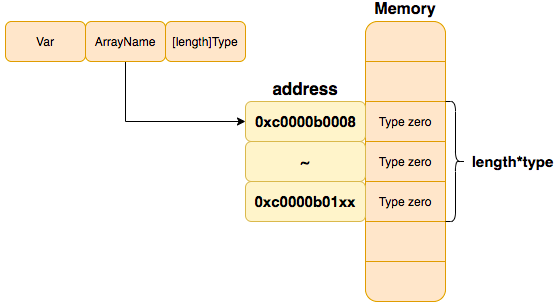 Memory
Var ArrayName [length]Type
address
0xc0000b0008 Type zero
~ Type zero length*type
0xc0000b01xx Type zero